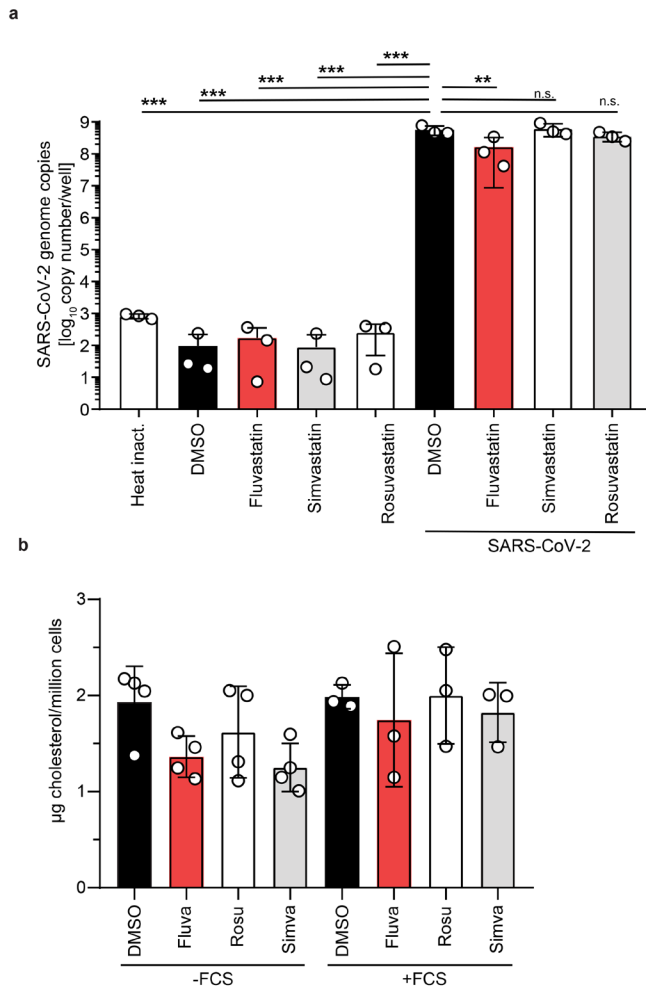 a
***
***
***
***
***
**
n.s.
n.s.
SARS-CoV-2 genome copies
[log10 copy number/well]
9
8
7
6
5
4
3
2
1
0
Heat inact.
DMSO
Fluvastatin
Simvastatin
Rosuvastatin
DMSO
Fluvastatin
Simvastatin
Rosuvastatin
SARS-CoV-2
b
µg cholesterol/million cells
3
2
1
0
DMSO
Fluva
Rosu
Simva
DMSO
Fluva
Rosu
Simva
-FCS
+FCS